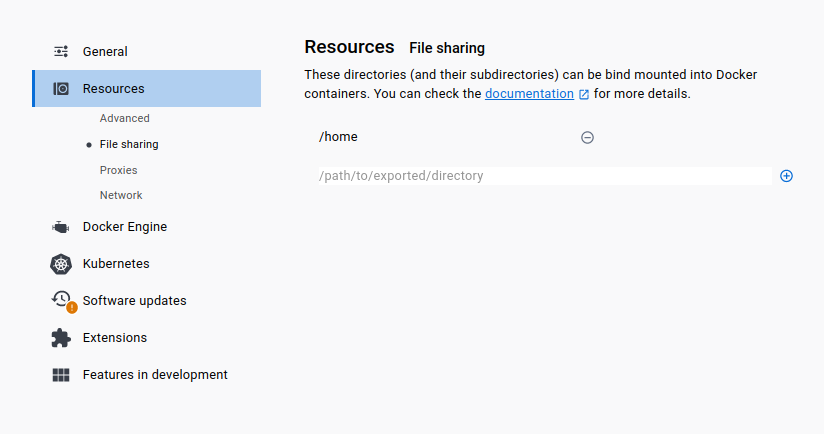 General
Resources
Advanced
File sharing
Proxies
Network
Docker Engine
Kubernetes
Software updates
Extensions
Features in development
Resources File sharing
These directories (and their subdirectories) can be bind mounted into Docker
containers. You can check the documentation for more details.
/home
/path/to/exported/directory